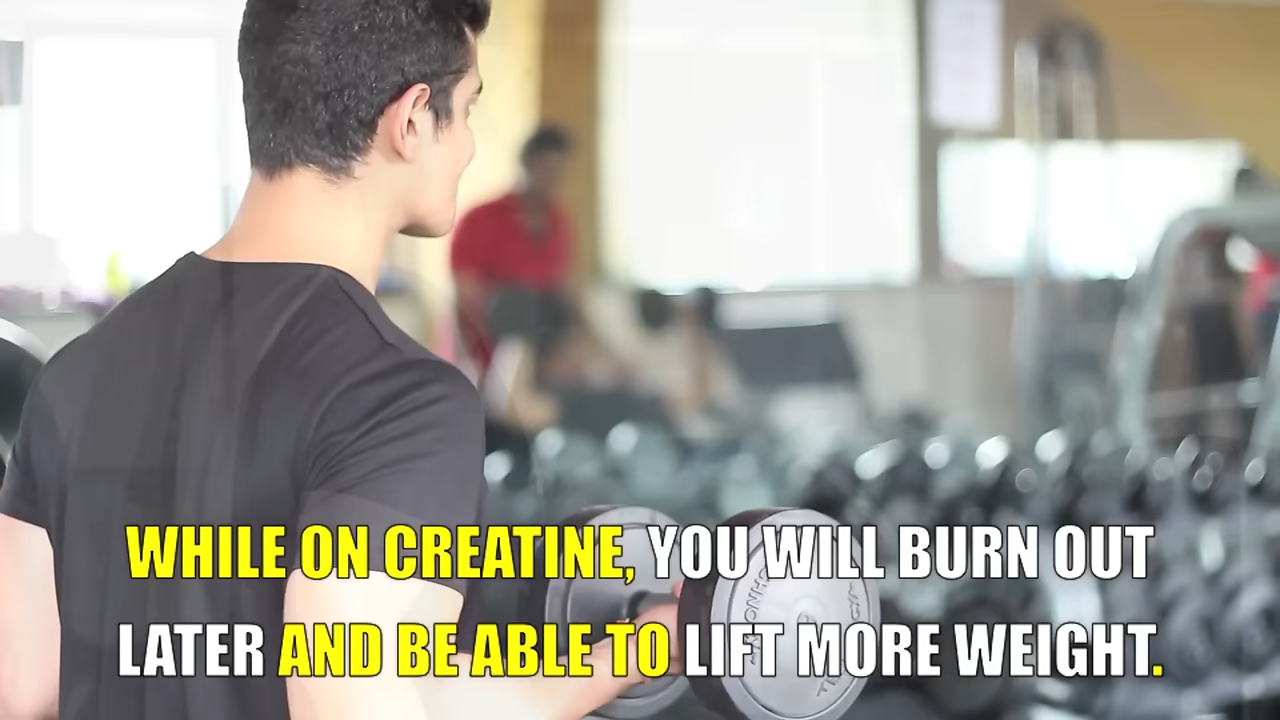 WHILE ON CREATINE, YOU WILL BURN OUT
LATER AND BE ABLE TO LIFT MORE WEIGHT.